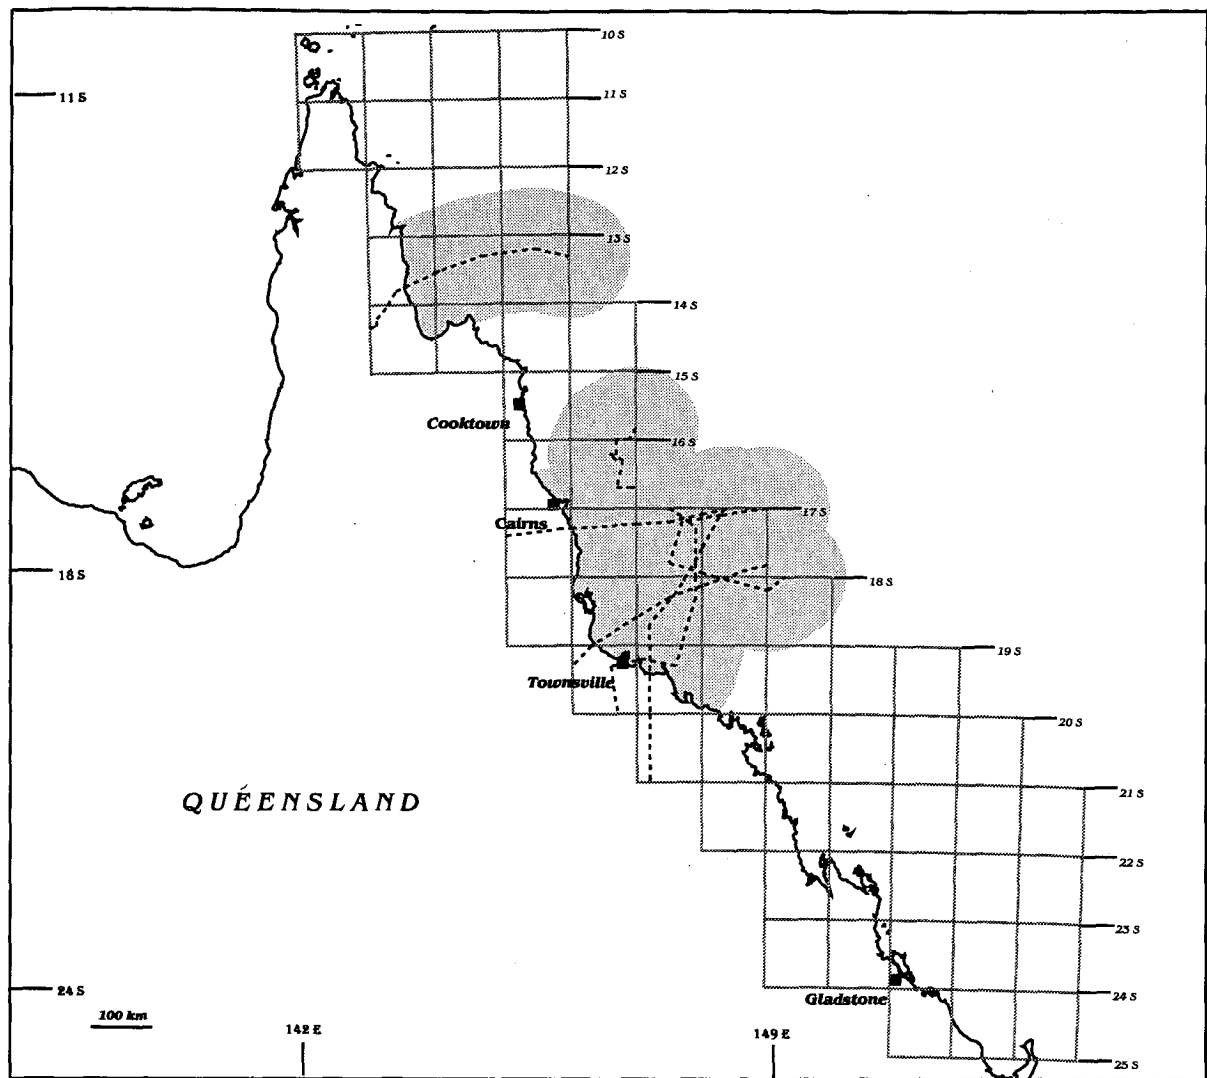 10 S
11 S
11 S
12 S
13 S
14 S
15 S
Cooktown
16 S
Cairns
17 S
18 S
18 S
19 S
Townsville
20 S
QUÉENSLAND
21 S
22 S
23 S
24 S
24 S
Gladstone
100 km
142 E
149 E
25 S